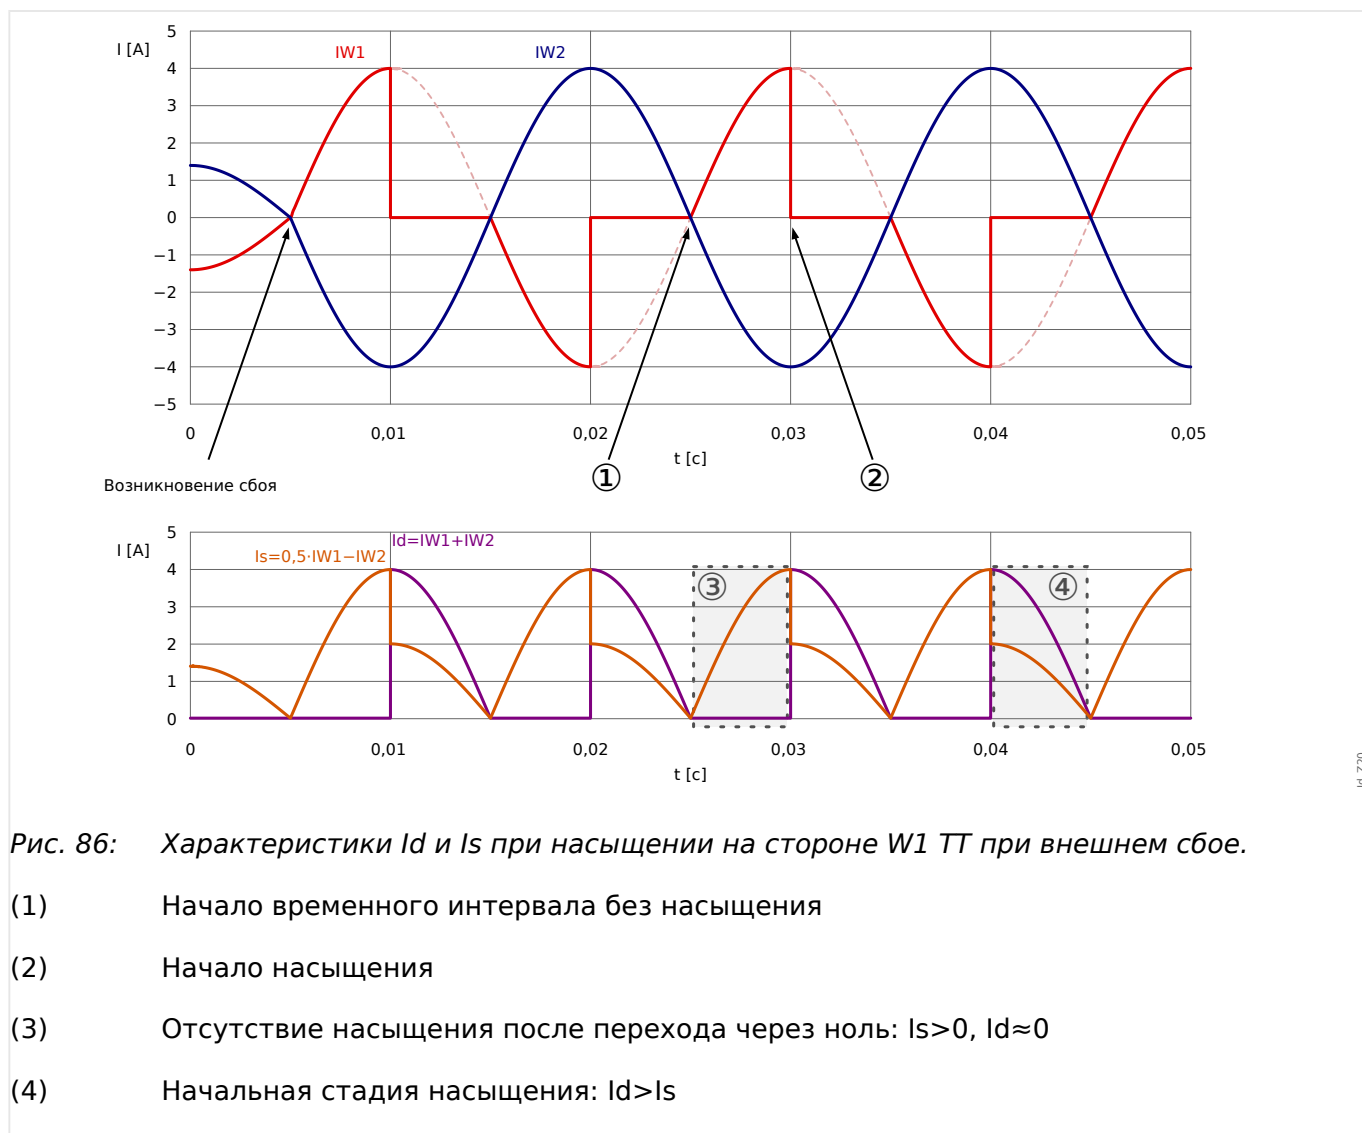 I [A]
IW1
IW2
5
4
3
2
1
0
−1
−2
−3
−4
−5
0
0,01
0,02
0,03
0,04
0,05
t [c]
Возникновение сбоя
①
②
I [A]
Is=0,5·IW1−IW2
Id=IW1+IW2
③
④
5
4
3
2
1
0
0
0,01
0,02
0,03
0,04
0,05
t [c]
Рис. 86: Характеристики Id и Is при насыщении на стороне W1 ТТ при внешнем сбое.
(1) Начало временного интервала без насыщения
(2) Начало насыщения
(3) Отсутствие насыщения после перехода через ноль: Is>0, Id≈0
(4) Начальная стадия насыщения: Id>Is